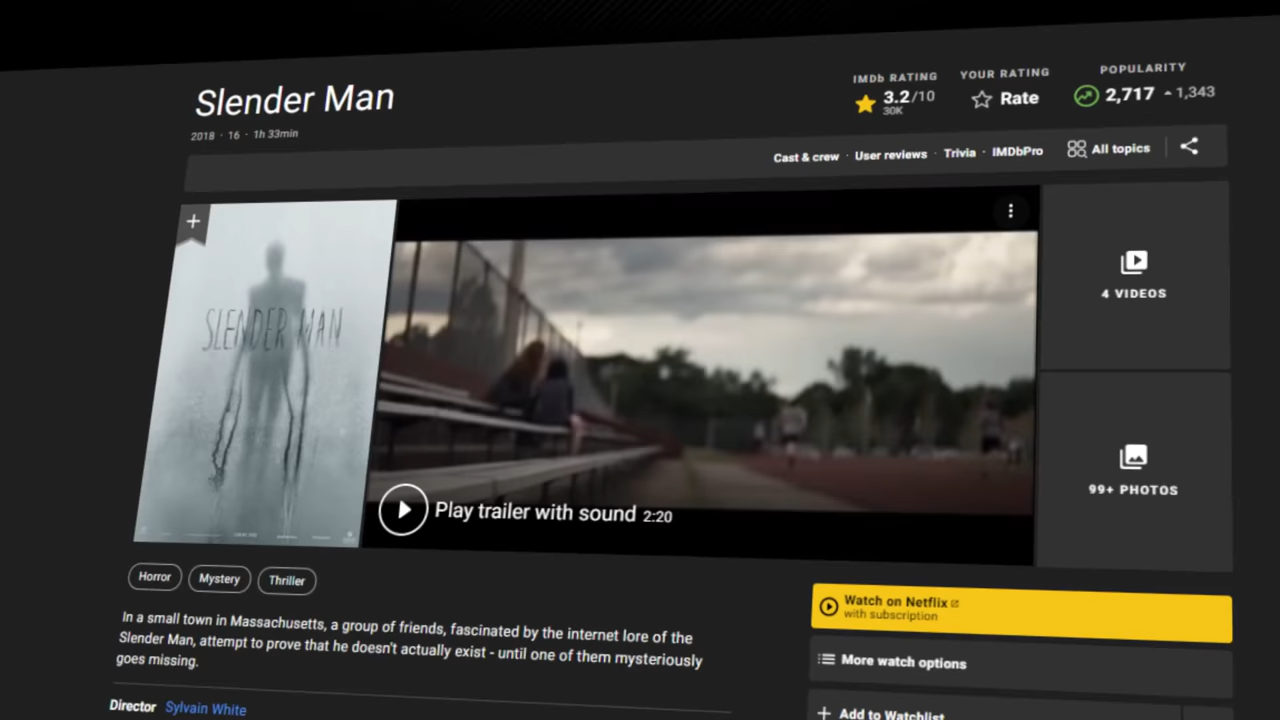 Slender Man
2018 · 16 · 1h 33min
IMDb RATING
3.2/10
30K
YOUR RATING
Rate
POPULARITY
2,717 1,343
Cast & crew · User reviews · Trivia · IMDbPro
All topics
SLENDER MAN
4 VIDEOS
99+ PHOTOS
Play trailer with sound 2:20
Horror
Mystery
Thriller
In a small town in Massachusetts, a group of friends, fascinated by the internet lore of the
Slender Man, attempt to prove that he doesn't actually exist - until one of them mysteriously
goes missing.
Director Sylvain White
Watch on Netflix
with subscription
More watch options
Add to Watchlist